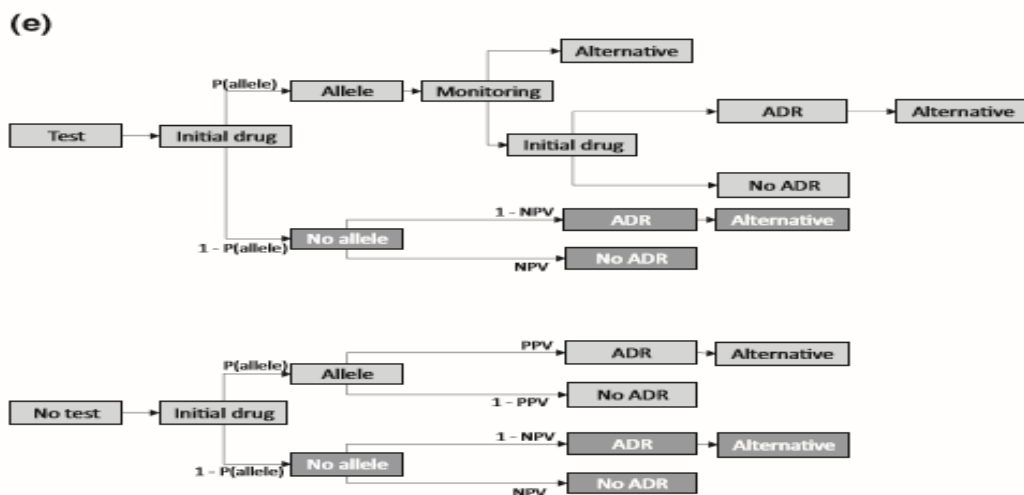 (e)
Alternative
P(allele)
Allele
Monitoring
ADR
Alternative
Test
Initial drug
Initial drug
No ADR
1 - NPV
ADR
Alternative
No allele
1 - P(allele)
NPV
No ADR
PPV
ADR
Alternative
P(allele)
Allele
1 - PPV
No ADR
No test
Initial drug
1 - NPV
ADR
Alternative
No allele
1 - P(allele)
NPV
No ADR